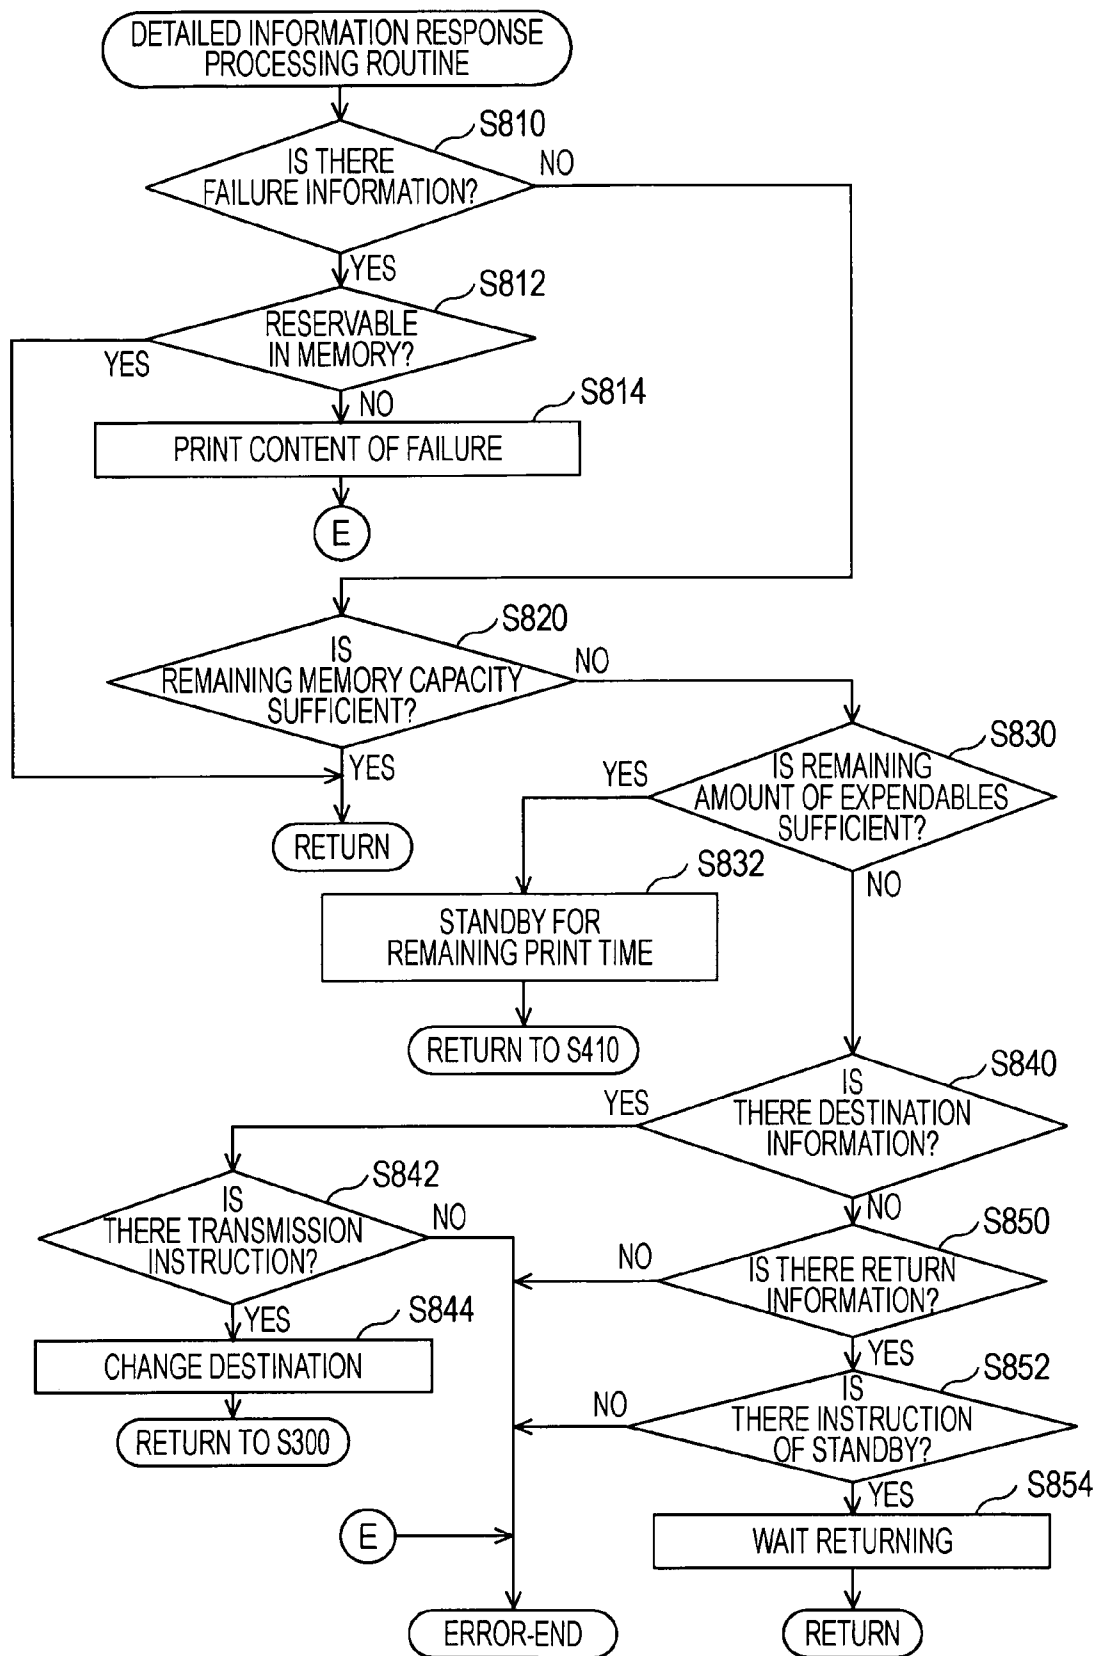 DETAILED INFORMATION RESPONSE
PROCESSING ROUTINE
S810
IS THERE
FAILURE INFORMATION?
NO
YES
S812
RESERVABLE
IN MEMORY?
YES
NO
S814
PRINT CONTENT OF FAILURE
E
S820
IS
REMAINING MEMORY CAPACITY
SUFFICIENT?
NO
YES
RETURN
S830
IS REMAINING
AMOUNT OF EXPENDABLES
SUFFICIENT?
YES
NO
S832
STANDBY FOR
REMAINING PRINT TIME
RETURN TO S410
S840
IS
THERE DESTINATION
INFORMATION?
YES
NO
S842
IS
THERE TRANSMISSION
INSTRUCTION?
NO
YES
S844
CHANGE DESTINATION
RETURN TO S300
S850
IS THERE RETURN
INFORMATION?
NO
YES
S852
IS
THERE INSTRUCTION
OF STANDBY?
NO
YES
S854
WAIT RETURNING
RETURN
E
ERROR-END